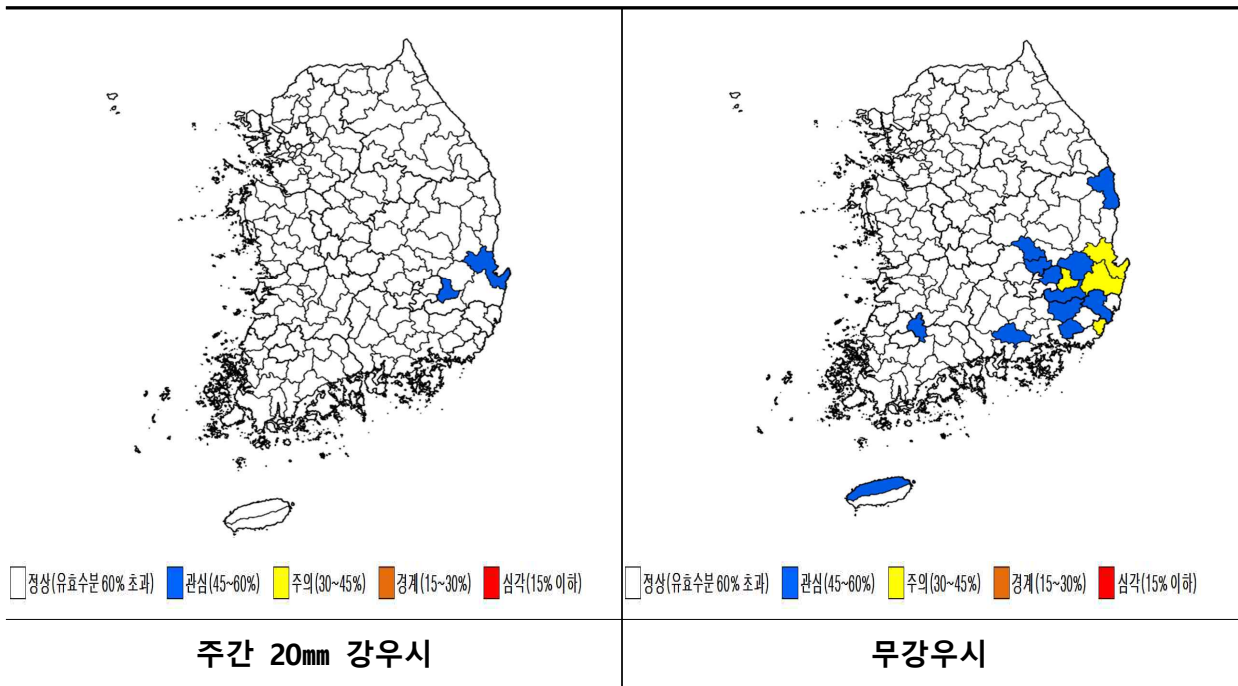 정상(유효수분 60% 초과) 관심(45~60%) 주의(30~45%) 경계(15~30%) 심각(15% 이하)
정상(유효수분 60% 초과) 관심(45~60%) 주의(30~45%) 경계(15~30%) 심각(15% 이하)
주간 20㎜ 강우시
무강우시